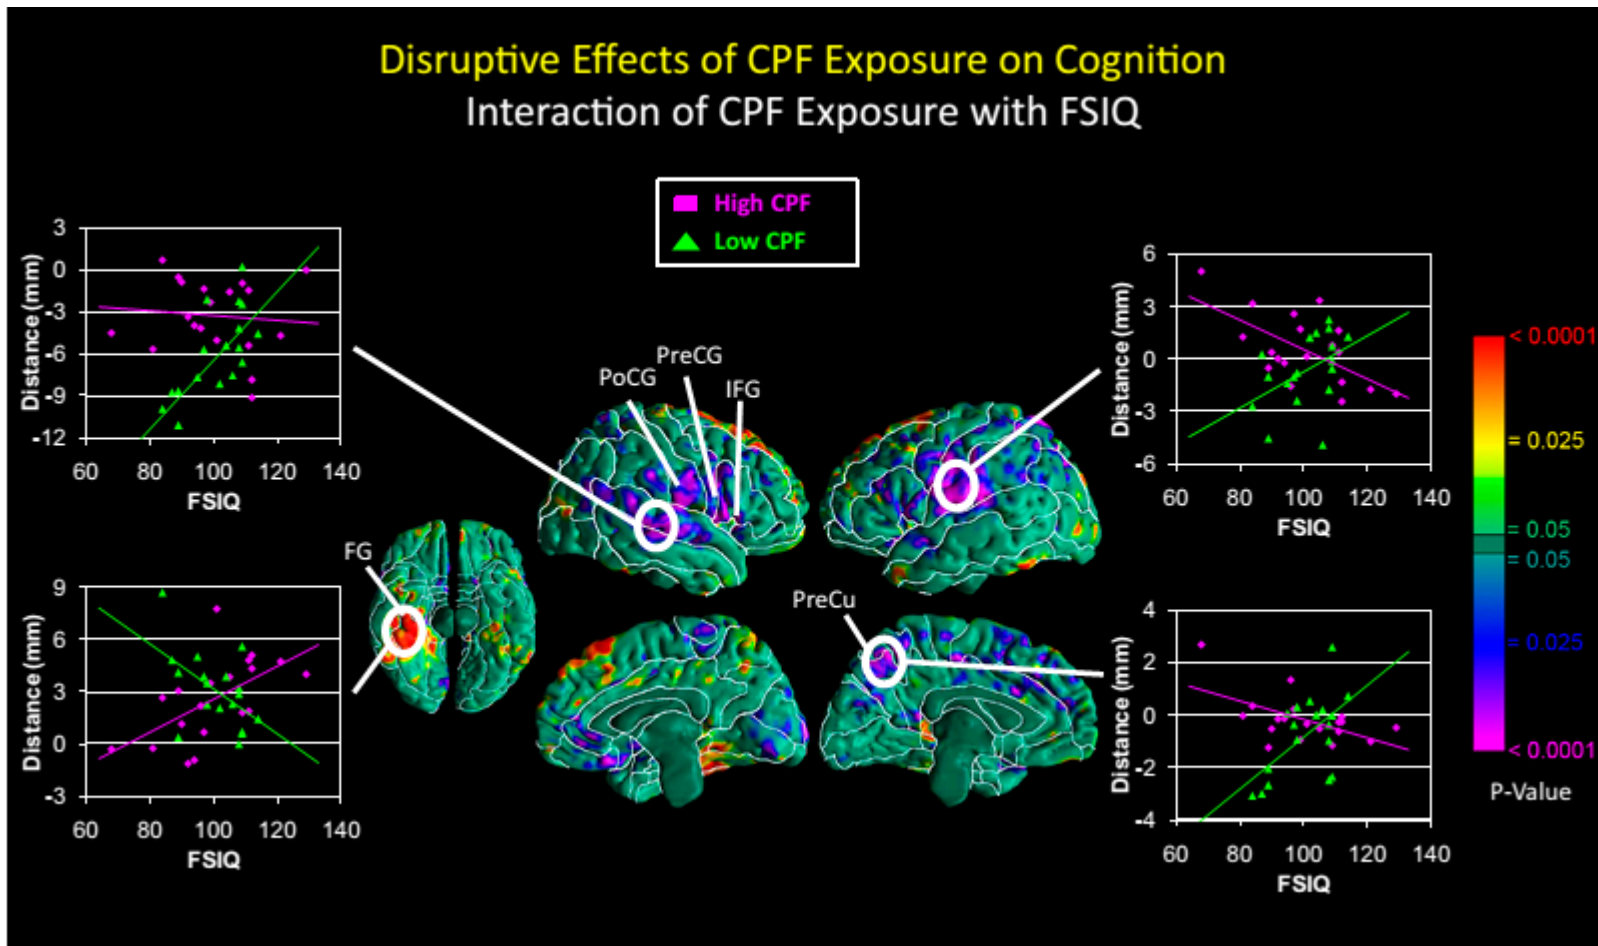 Disruptive Effects of CPF Exposure on Cognition
Interaction of CPF Exposure with FSIQ
High CPF
Low CPF
3
0
-3
-6
-9
-12
Distance (mm)
60 80 100 120 140
FSIQ
6
3
0
-3
-6
Distance (mm)
60 80 100 120 140
FSIQ
PreCG
PoCG
IFG
FG
PreCu
9
6
3
0
-3
Distance (mm)
60 80 100 120 140
FSIQ
4
2
0
-2
-4
Distance (mm)
60 80 100 120 140
FSIQ
< 0.0001
= 0.025
= 0.05
= 0.05
= 0.025
< 0.0001
P-Value